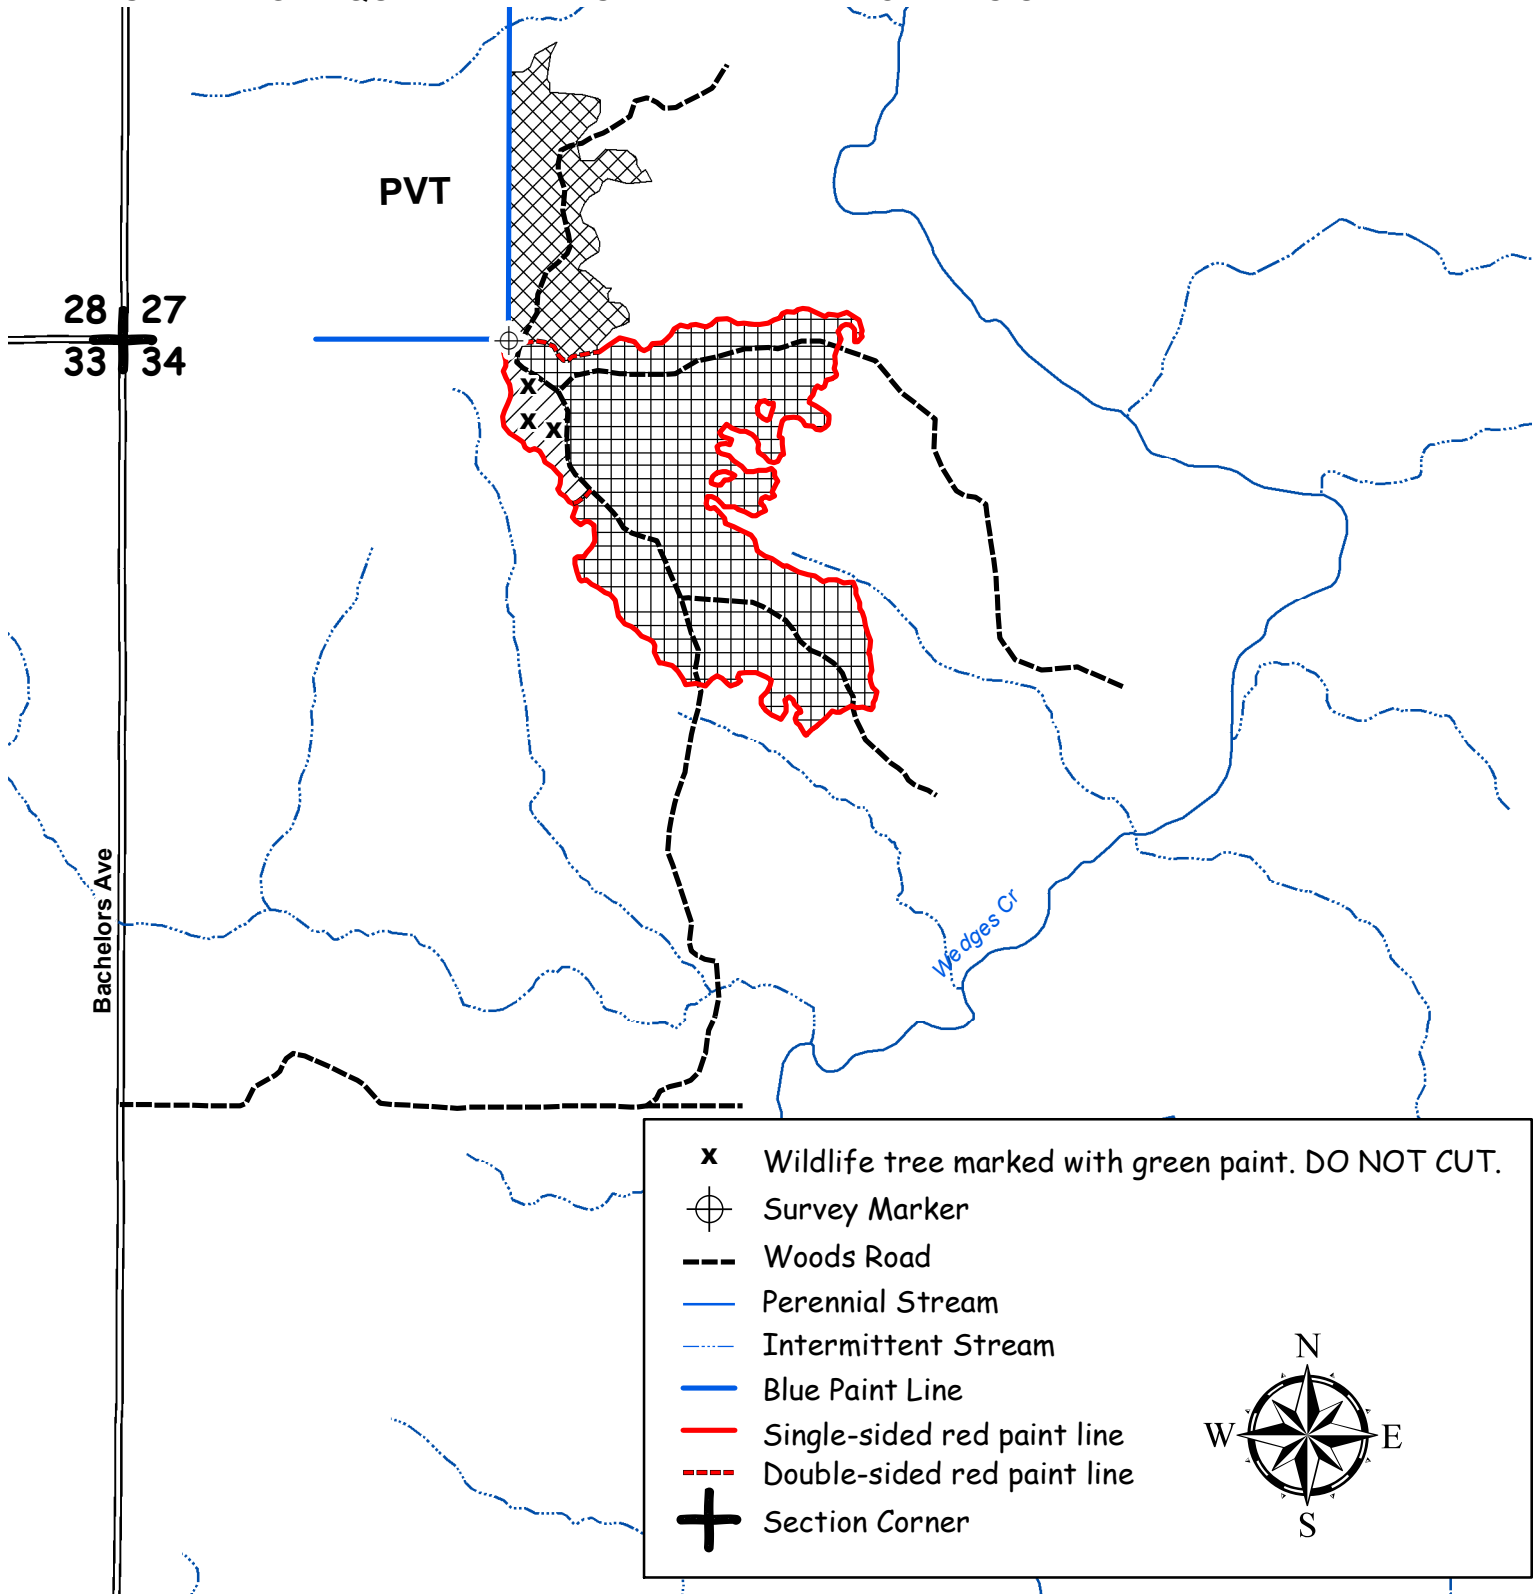 PVT
28 27
33 34
x
x x
Bachelors Ave
Wedges Cr
x Wildlife tree marked with green paint. DO NOT CUT.
Survey Marker
Woods Road
Perennial Stream
Intermittent Stream
Blue Paint Line
Single-sided red paint line
Double-sided red paint line
Section Corner
N
W E
S